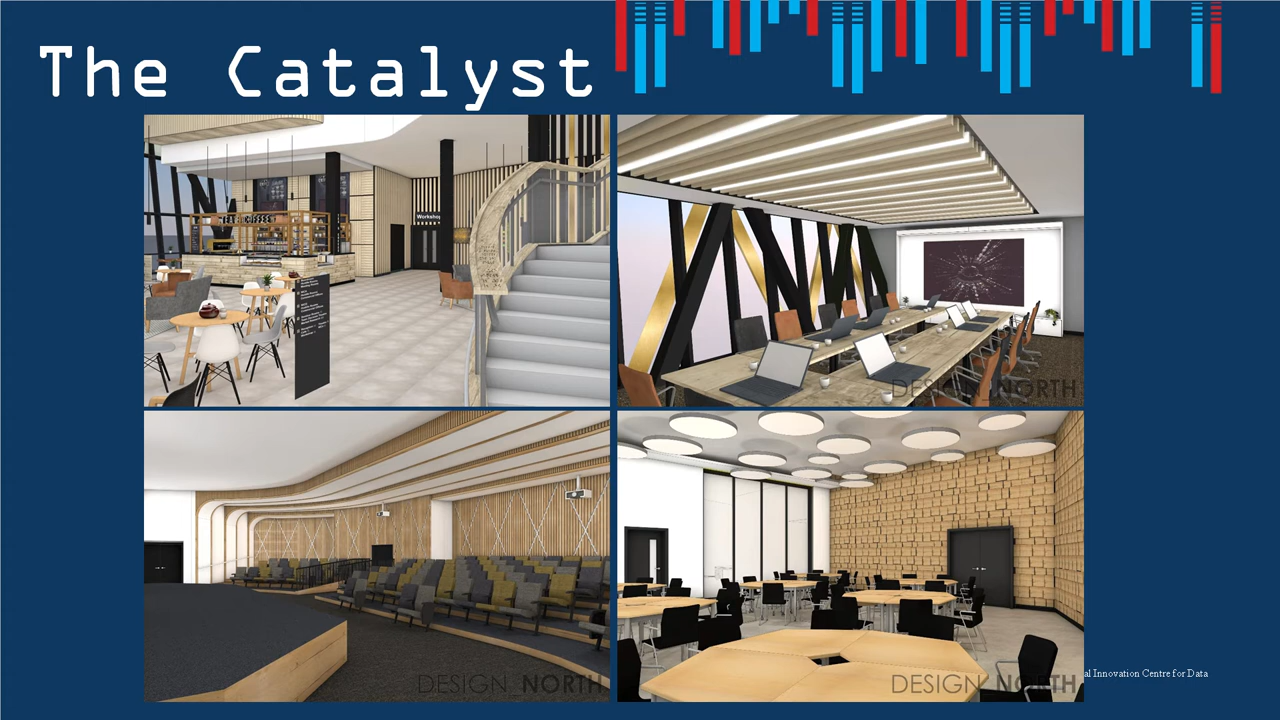 The Catalyst
Workshop
DESIGN_NORTH
DESIGN_NORTH
DESIGN_NORTH
al Innovation Centre for Data